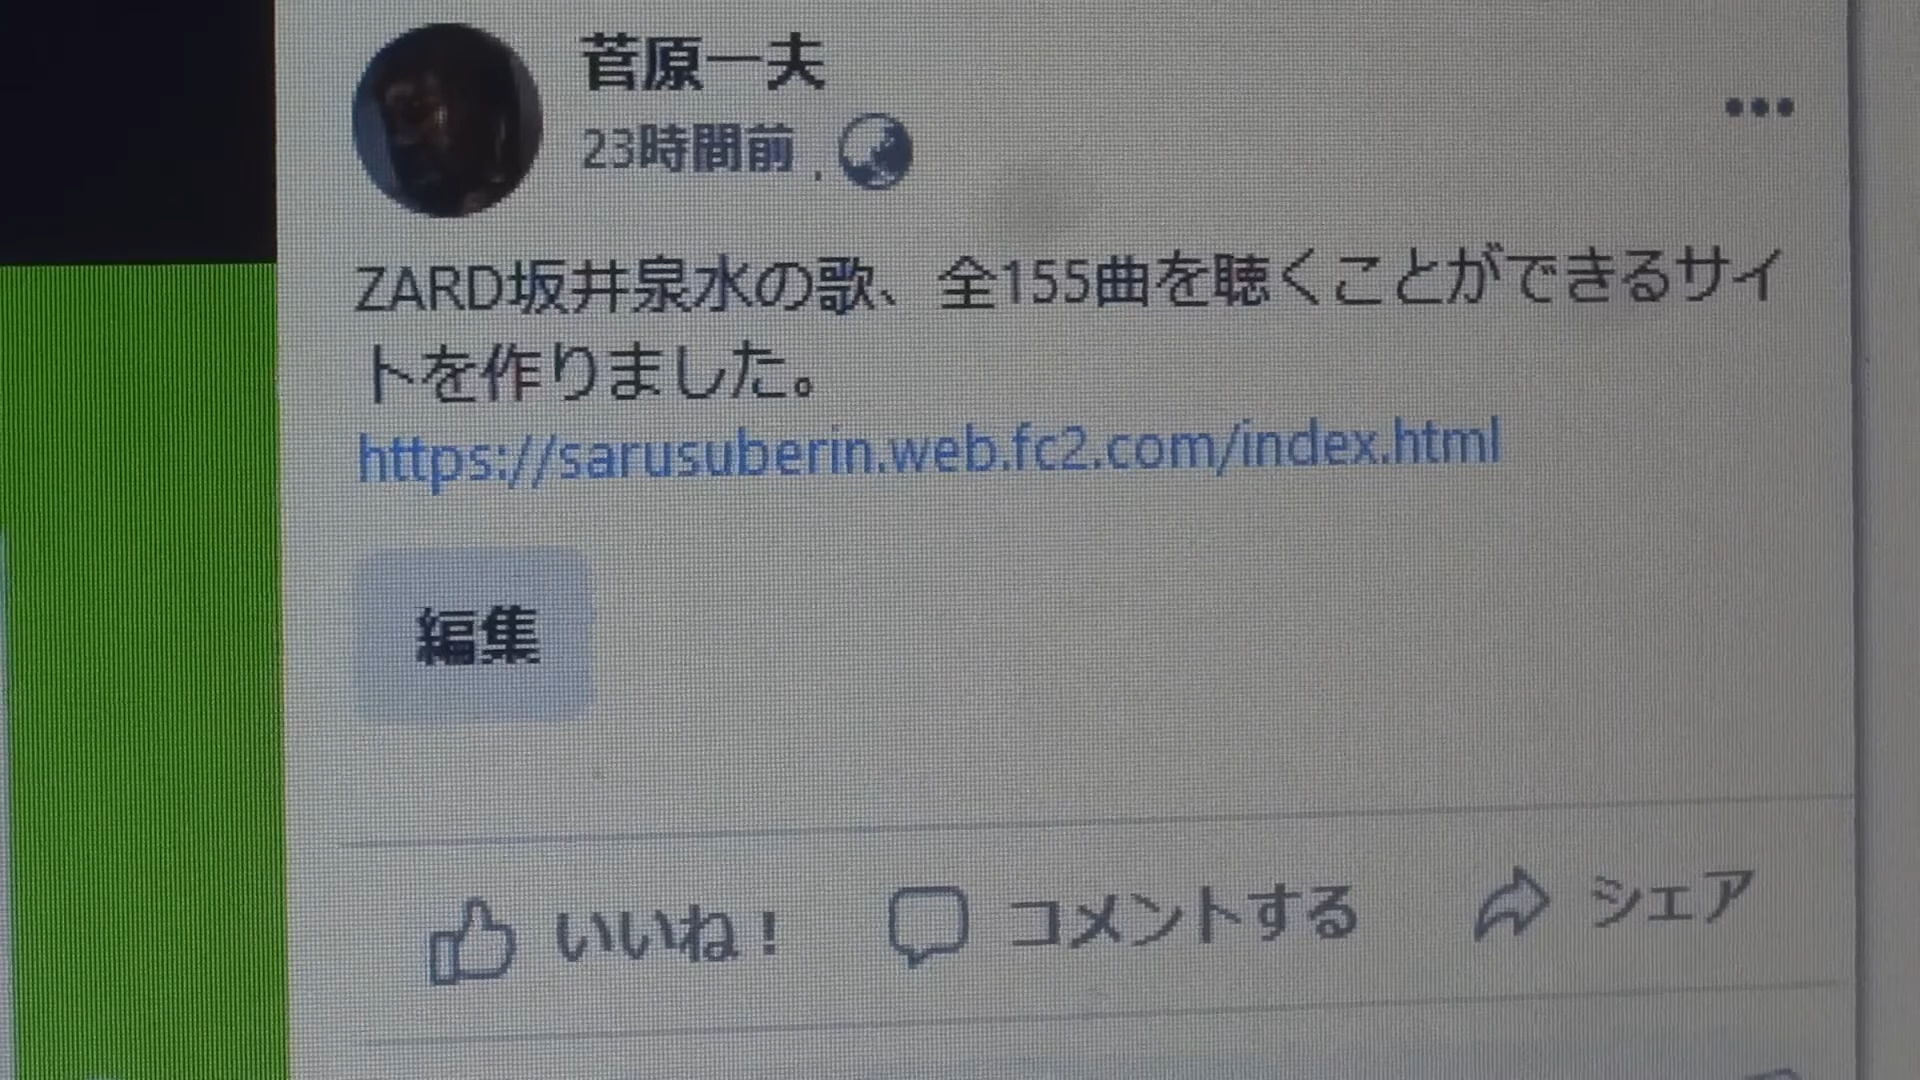 菅原一夫
23時間前 .
ZARD坂井泉水の歌、全155曲を聴くことができるサイ
トを作りました。
https://sarusuberin.web.fc2.com/index.html
編集
いいね！ コメントする シェア